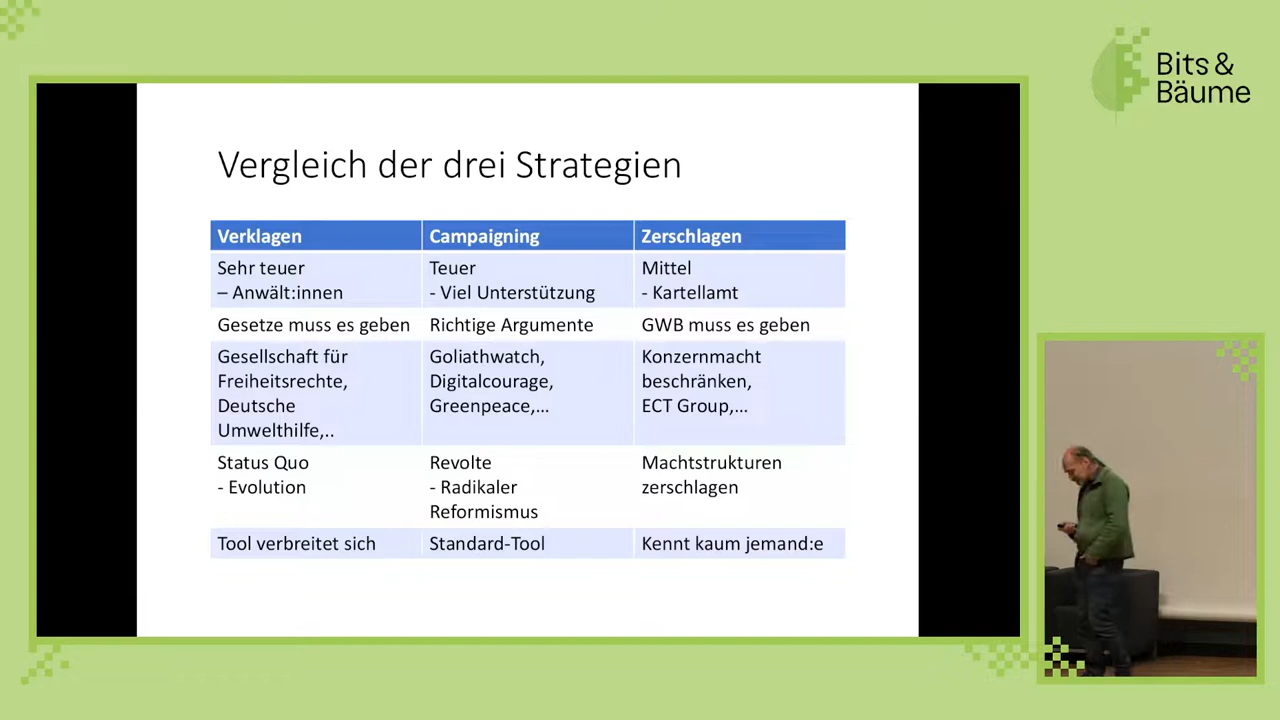 Bits &
Bäume
Vergleich der drei Strategien
Verklagen
Campaigning
Zerschlagen
Sehr teuer
– Anwält:innen
Teuer
- Viel Unterstützung
Mittel
- Kartellamt
Gesetze muss es geben
Richtige Argumente
GWB muss es geben
Gesellschaft für
Freiheitsrechte,
Deutsche
Umwelthilfe,..
Goliathwatch,
Digitalcourage,
Greenpeace,...
Konzernmacht
beschränken,
ECT Group,...
Status Quo
- Evolution
Revolte
- Radikaler
Reformismus
Machtstrukturen
zerschlagen
Tool verbreitet sich
Standard-Tool
Kennt kaum jemand:e